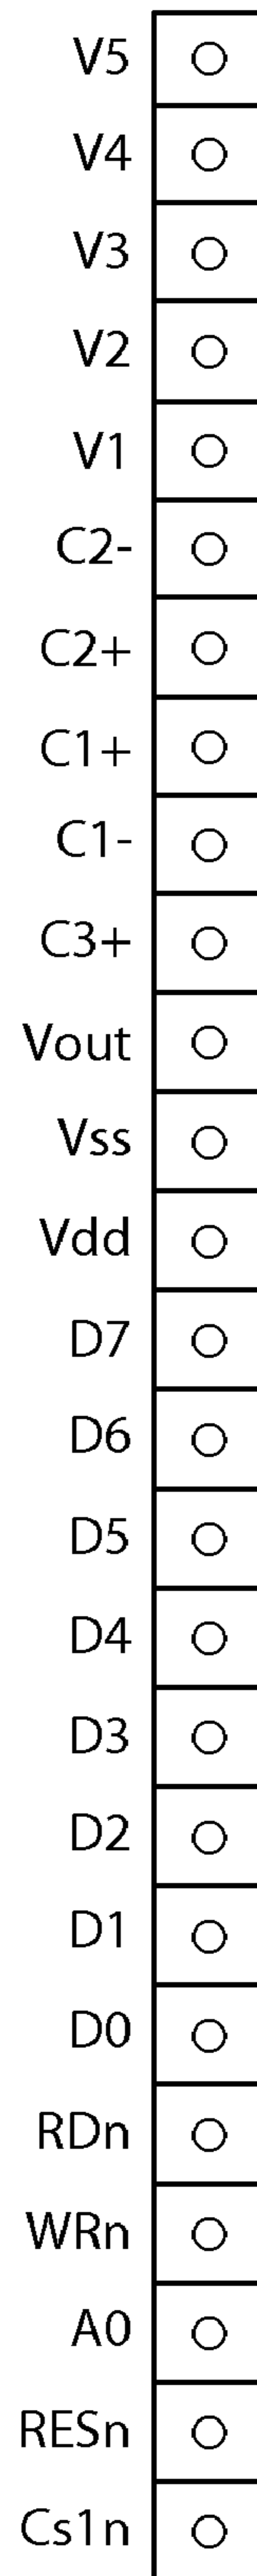 V5
V4
V3
V2
V1
C2-
C2+
C1+
C1-
C3+
Vout
Vss
Vdd
D7
D6
D5
D4
D3
D2
D1
D0
RDn
WRn
A0
RESn
Cs1n